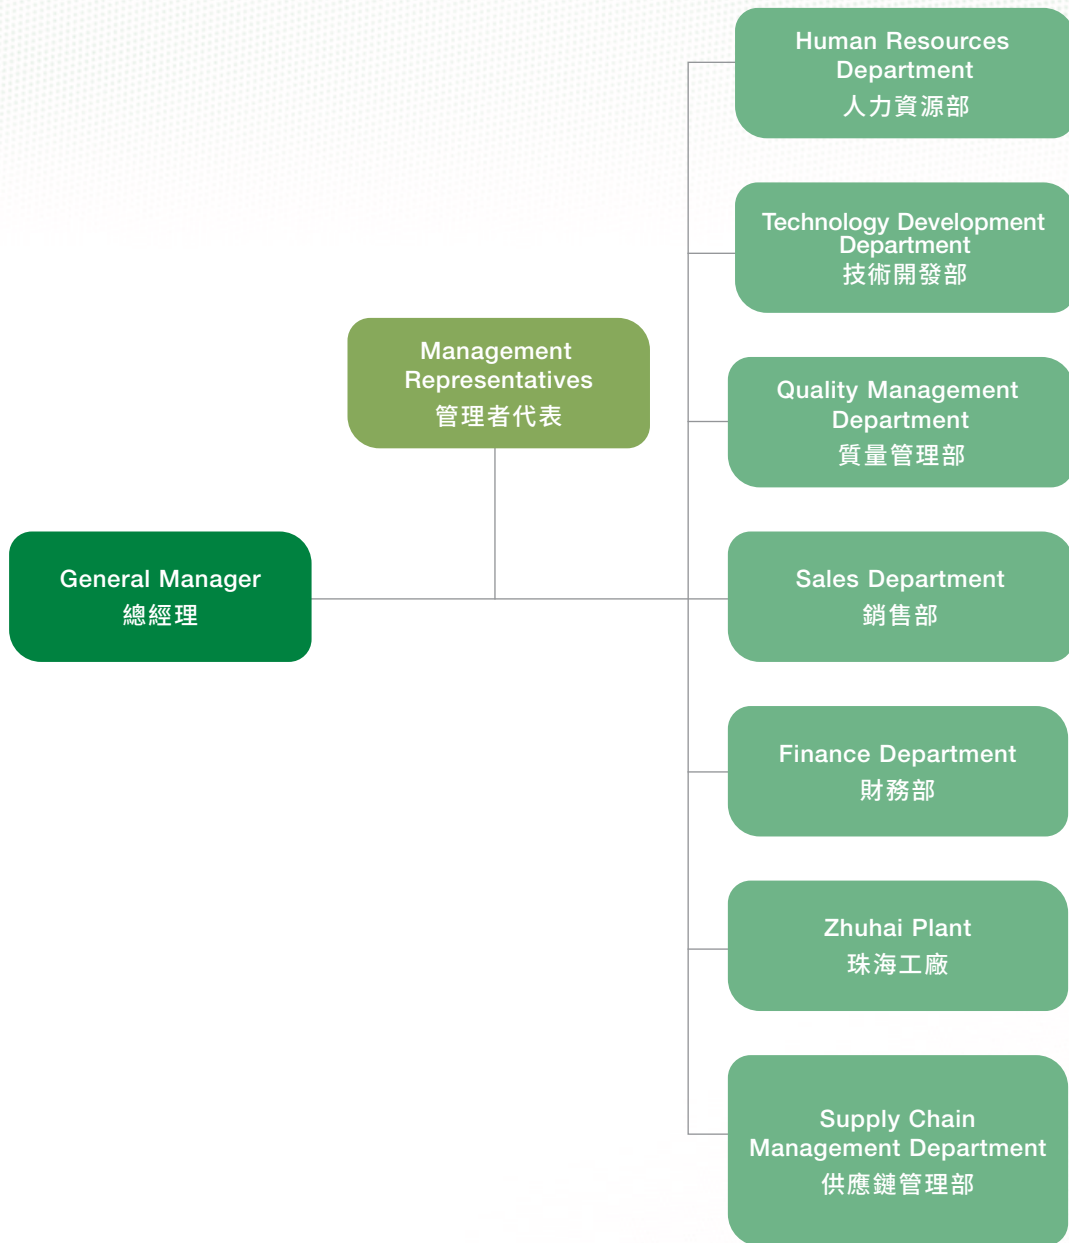 General Manager
總經理
Management
Representatives
管理者代表
Human Resources
Department
人力資源部
Technology Development
Department
技術開發部
Quality Management
Department
質量管理部
Sales Department
銷售部
Finance Department
財務部
Zhuhai Plant
珠海工廠
Supply Chain
Management Department
供應鏈管理部